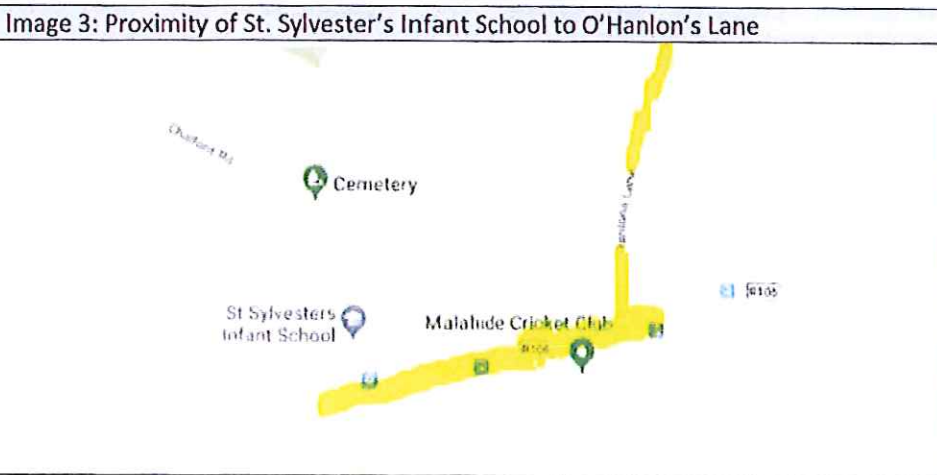 Image 3: Proximity of St. Sylvester's Infant School to O'Hanlon's Lane
Cemetery
St Sylvesters
Infant School
Malahide Cricket Club
R106